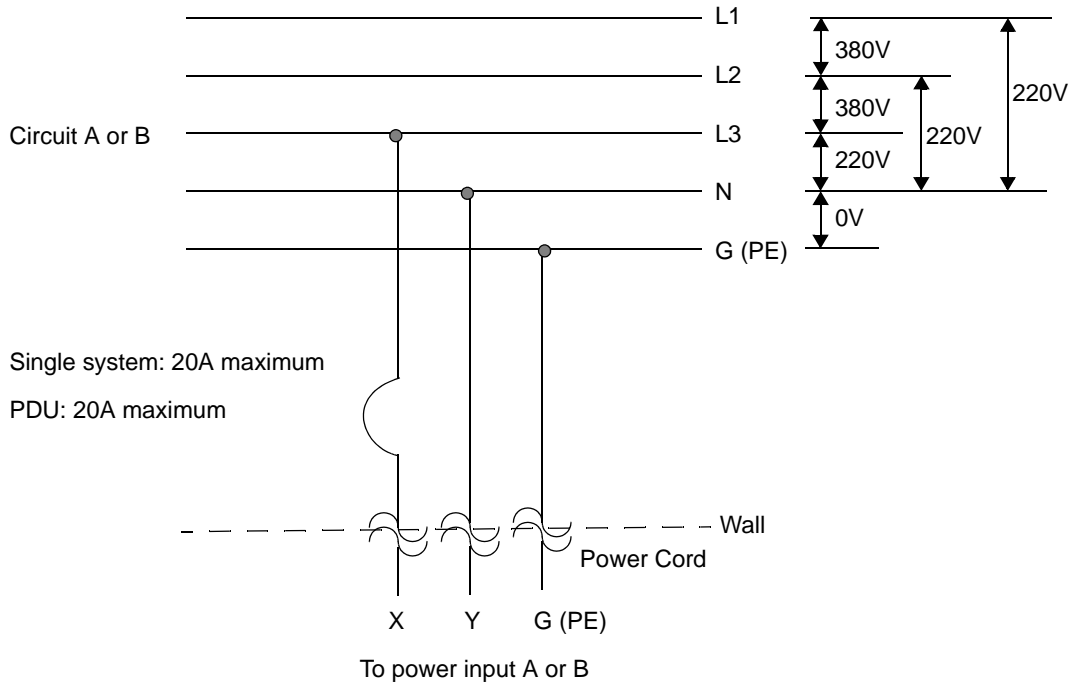 L1
380V
L2
220V
380V
Circuit A or B
L3
220V
220V
N
0V
G (PE)
Single system: 20A maximum
PDU: 20A maximum
Wall
Power Cord
X Y G (PE)
To power input A or B